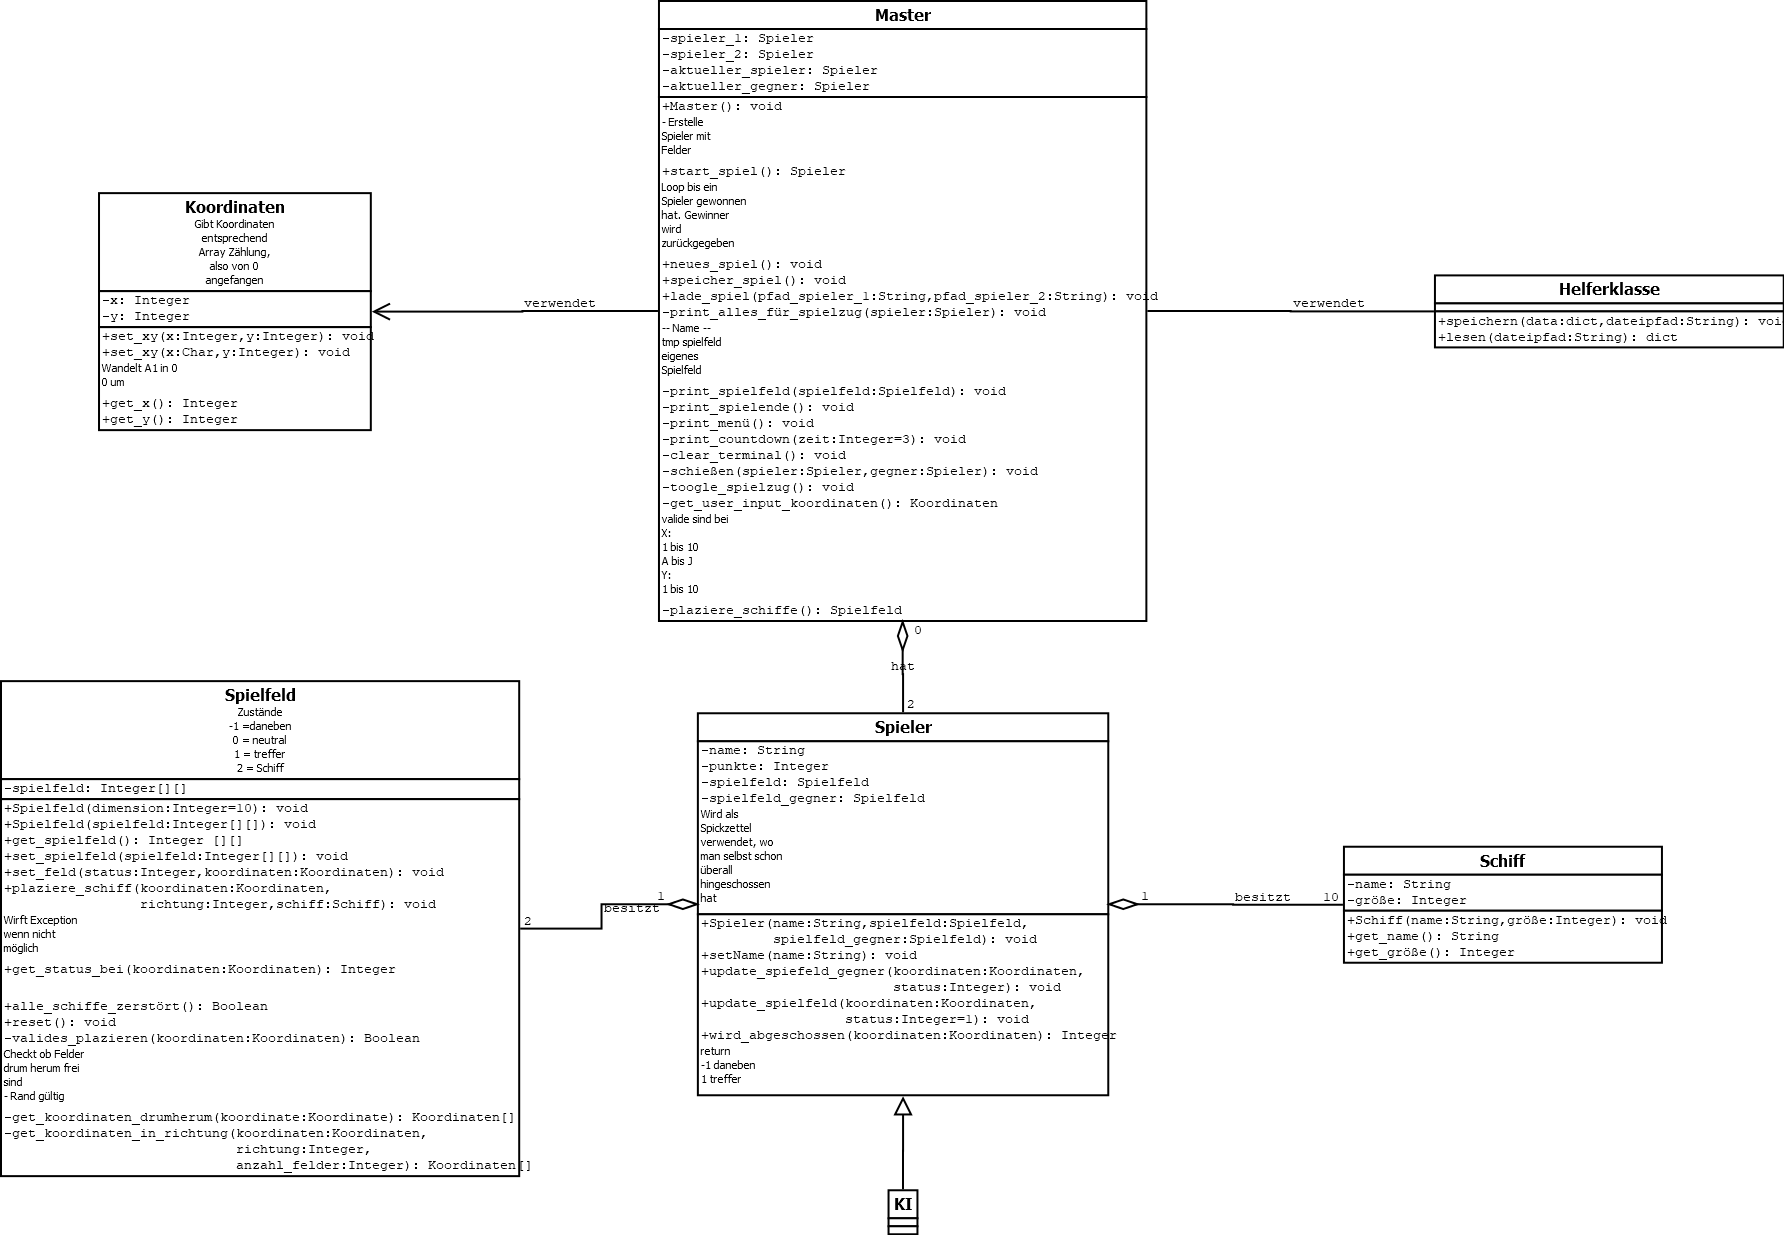 Master
-spieler_1: Spieler
-spieler_2: Spieler
-aktueller_spieler: Spieler
-aktueller_gegner: Spieler
+Master(): void
- Erstelle
Spieler mit
Felder
+start_spiel(): Spieler
Loop bis ein
Spieler gewonnen
hat. Gewinner
wird
zurückgegeben
+neues_spiel(): void
+speicher_spiel(): void
+lade_spiel(pfad_spieler_1:String,pfad_spieler_2:String): void
-print_alles_für_spielzug(spieler:Spieler): void
-- Name --
tmp spielfeld
eigenes
Spielfeld
-print_spielfeld(spielfeld:Spielfeld): void
-print_spielende(): void
-print_menü(): void
-print_countdown(zeit:Integer=3): void
-clear_terminal(): void
-schießen(spieler:Spieler,gegner:Spieler): void
-toogle_spielzug(): void
-get_user_input_koordinaten(): Koordinaten
valide sind bei
X:
1 bis 10
A bis J
Y:
1 bis 10
-plaziere_schiffe(): Spielfeld
Koordinaten
Gibt Koordinaten
entsprechend
Array Zählung,
also von 0
angefangen
-x: Integer
-y: Integer
+set_xy(x:Integer,y:Integer): void
+set_xy(x:Char,y:Integer): void
Wandelt A1 in 0
0 um
+get_x(): Integer
+get_y(): Integer
verwendet
verwendet
Helferklasse
+speichern(data:dict,dateipfad:String): voi
+lesen(dateipfad:String): dict
0
hat
2
Spielfeld
Zustände
-1 =daneben
0 = neutral
1 = treffer
2 = Schiff
-spielfeld: Integer[][]
+Spielfeld(dimension:Integer=10): void
+Spielfeld(spielfeld:Integer[][]): void
+get_spielfeld(): Integer [][]
+set_spielfeld(spielfeld:Integer[][]): void
+set_feld(status:Integer,koordinaten:Koordinaten): void
+plaziere_schiff(koordinaten:Koordinaten,
richtung:Integer,schiff:Schiff): void
Wirft Exception
wenn nicht
möglich
+get_status_bei(koordinaten:Koordinaten): Integer
+alle_schiffe_zerstört(): Boolean
+reset(): void
-valides_plazieren(koordinaten:Koordinaten): Boolean
Checkt ob Felder
drum herum frei
sind
- Rand gültig
-get_koordinaten_drumherum(koordinate:Koordinate): Koordinaten[]
-get_koordinaten_in_richtung(koordinaten:Koordinaten,
richtung:Integer,
anzahl_felder:Integer): Koordinaten[]
2
besitzt
1
Spieler
-name: String
-punkte: Integer
-spielfeld: Spielfeld
-spielfeld_gegner: Spielfeld
Wird als
Spickzettel
verwendet, wo
man selbst schon
überall
hingeschossen
hat
+Spieler(name:String,spielfeld:Spielfeld,
spielfeld_gegner:Spielfeld): void
+setName(name:String): void
+update_spiefeld_gegner(koordinaten:Koordinaten,
status:Integer): void
+update_spielfeld(koordinaten:Koordinaten,
status:Integer=1): void
+wird_abgeschossen(koordinaten:Koordinaten): Integer
return
-1 daneben
1 treffer
1
besitzt
10
Schiff
-name: String
-größe: Integer
+Schiff(name:String,größe:Integer): void
+get_name(): String
+get_größe(): Integer
KI